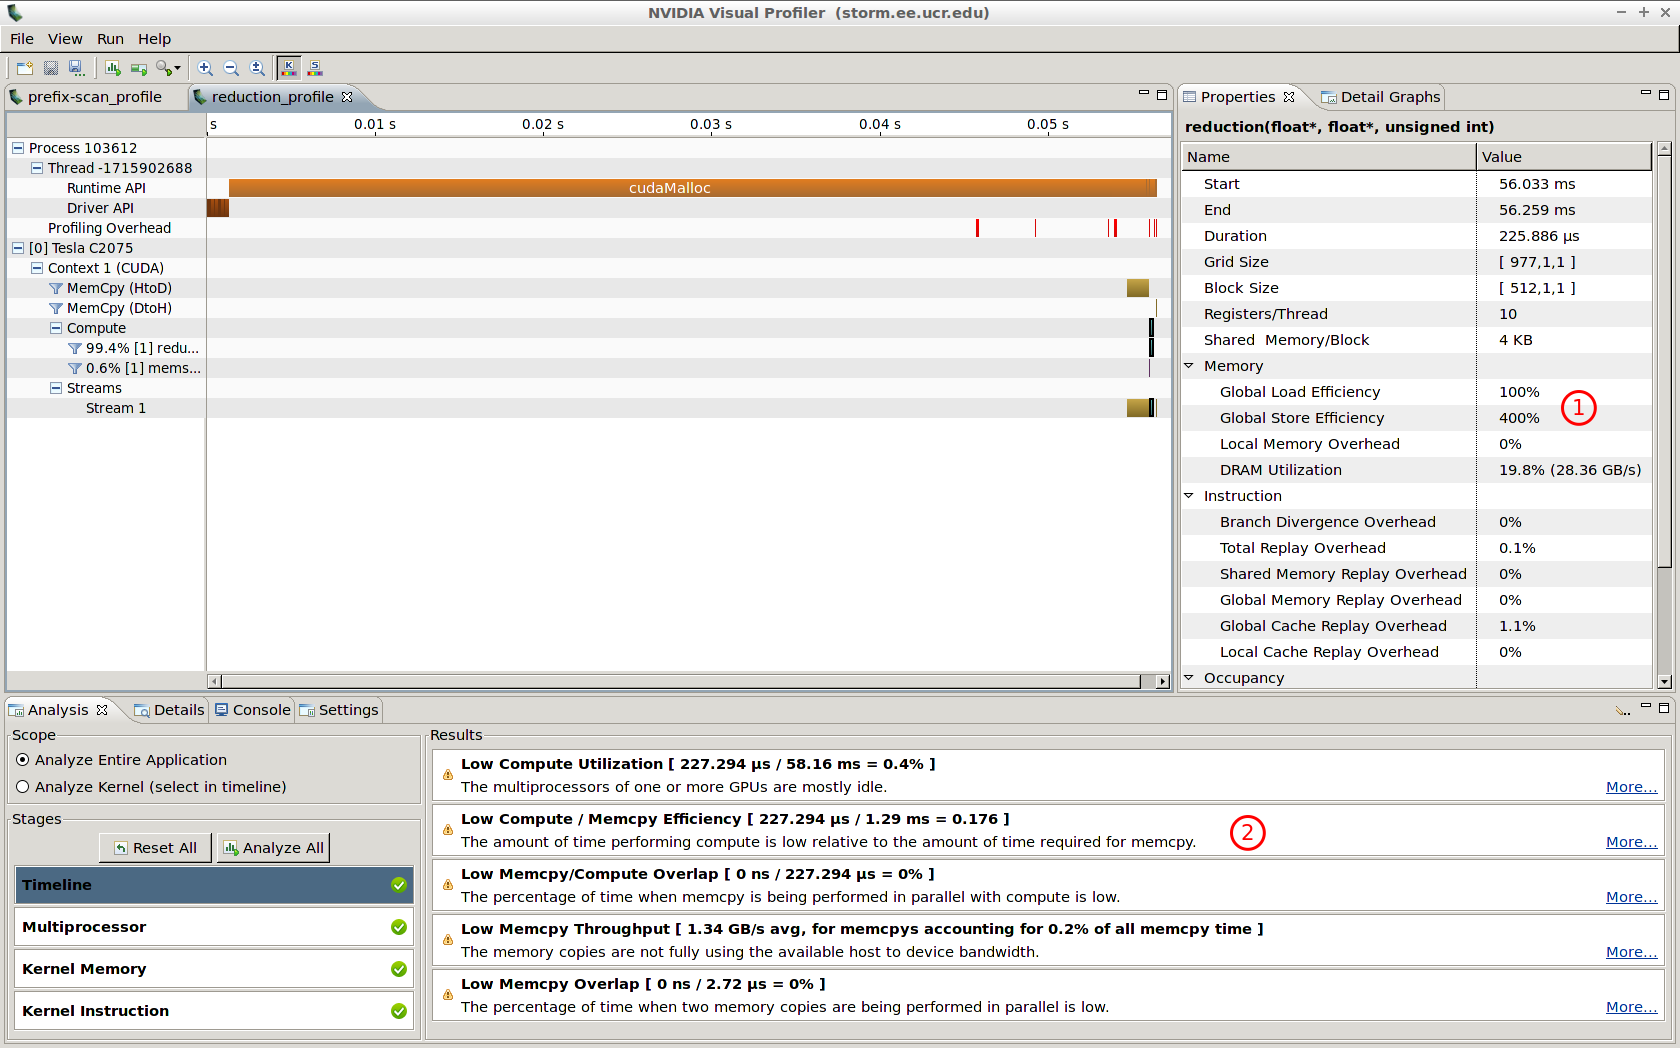 NVIDIA Visual Profiler (storm.ee.ucr.edu)
File View Run Help
prefix-scan_profile
reduction_profile
s 0.01 s 0.02 s 0.03 s 0.04 s 0.05 s
Process 103612
Thread -1715902688
Runtime API
cudaMalloc
Driver API
Profiling Overhead
[0] Tesla C2075
Context 1 (CUDA)
MemCpy (HtoD)
MemCpy (DtoH)
Compute
99.4% [1] redu...
0.6% [1] mems...
Streams
Stream 1
Properties
Detail Graphs
reduction(float*, float*, unsigned int)
Name Value
Start 56.033 ms
End 56.259 ms
Duration 225.886 µs
Grid Size [ 977,1,1 ]
Block Size [ 512,1,1 ]
Registers/Thread 10
Shared Memory/Block 4 KB
Memory
Global Load Efficiency 100%
Global Store Efficiency 400%
1
Local Memory Overhead 0%
DRAM Utilization 19.8% (28.36 GB/s)
Instruction
Branch Divergence Overhead 0%
Total Replay Overhead 0.1%
Shared Memory Replay Overhead 0%
Global Memory Replay Overhead 0%
Global Cache Replay Overhead 1.1%
Local Cache Replay Overhead 0%
Occupancy
Analysis
Details
Console
Settings
Scope
Analyze Entire Application
Analyze Kernel (select in timeline)
Stages
Reset All
Analyze All
Timeline
Multiprocessor
Kernel Memory
Kernel Instruction
Results
Low Compute Utilization [ 227.294 µs / 58.16 ms = 0.4% ]
The multiprocessors of one or more GPUs are mostly idle.
More...
Low Compute / Memcpy Efficiency [ 227.294 µs / 1.29 ms = 0.176 ]
The amount of time performing compute is low relative to the amount of time required for memcpy.
2
More...
Low Memcpy/Compute Overlap [ 0 ns / 227.294 µs = 0% ]
The percentage of time when memcpy is being performed in parallel with compute is low.
More...
Low Memcpy Throughput [ 1.34 GB/s avg, for memcpys accounting for 0.2% of all memcpy time ]
The memory copies are not fully using the available host to device bandwidth.
More...
Low Memcpy Overlap [ 0 ns / 2.72 µs = 0% ]
The percentage of time when two memory copies are being performed in parallel is low.
More...